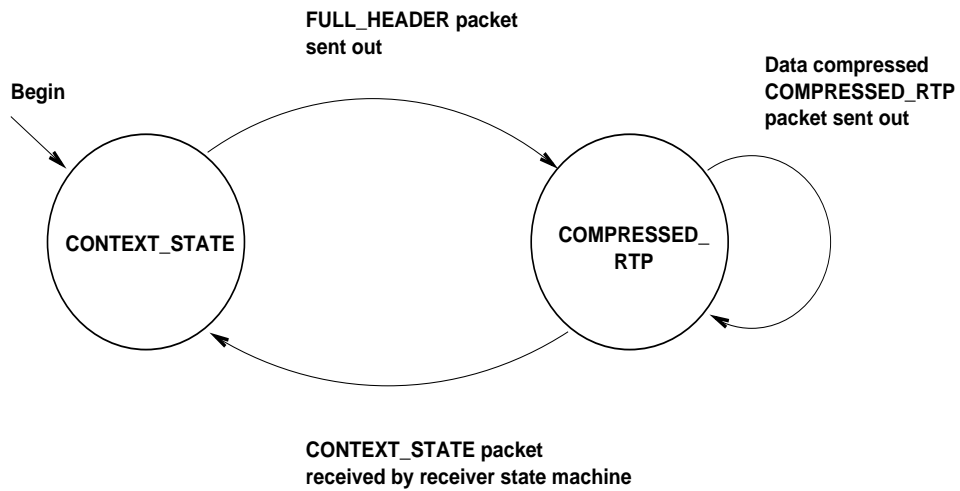 FULL_HEADER packet
sent out
Data compressed
COMPRESSED_RTP
packet sent out
Begin
CONTEXT_STATE
COMPRESSED_
RTP
CONTEXT_STATE packet
received by receiver state machine